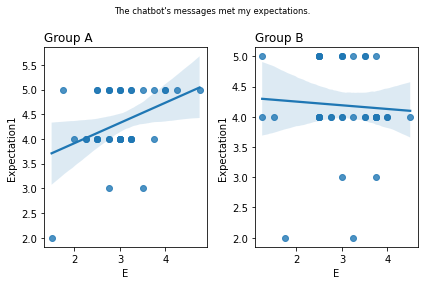 The chatbot's messages met my expectations.
Group A
Group B
Expectation1
5.5
5.0
4.5
4.0
3.5
3.0
2.5
2.0
2 3 4
E
Expectation1
5.0
4.5
4.0
3.5
3.0
2.5
2.0
2 3 4
E